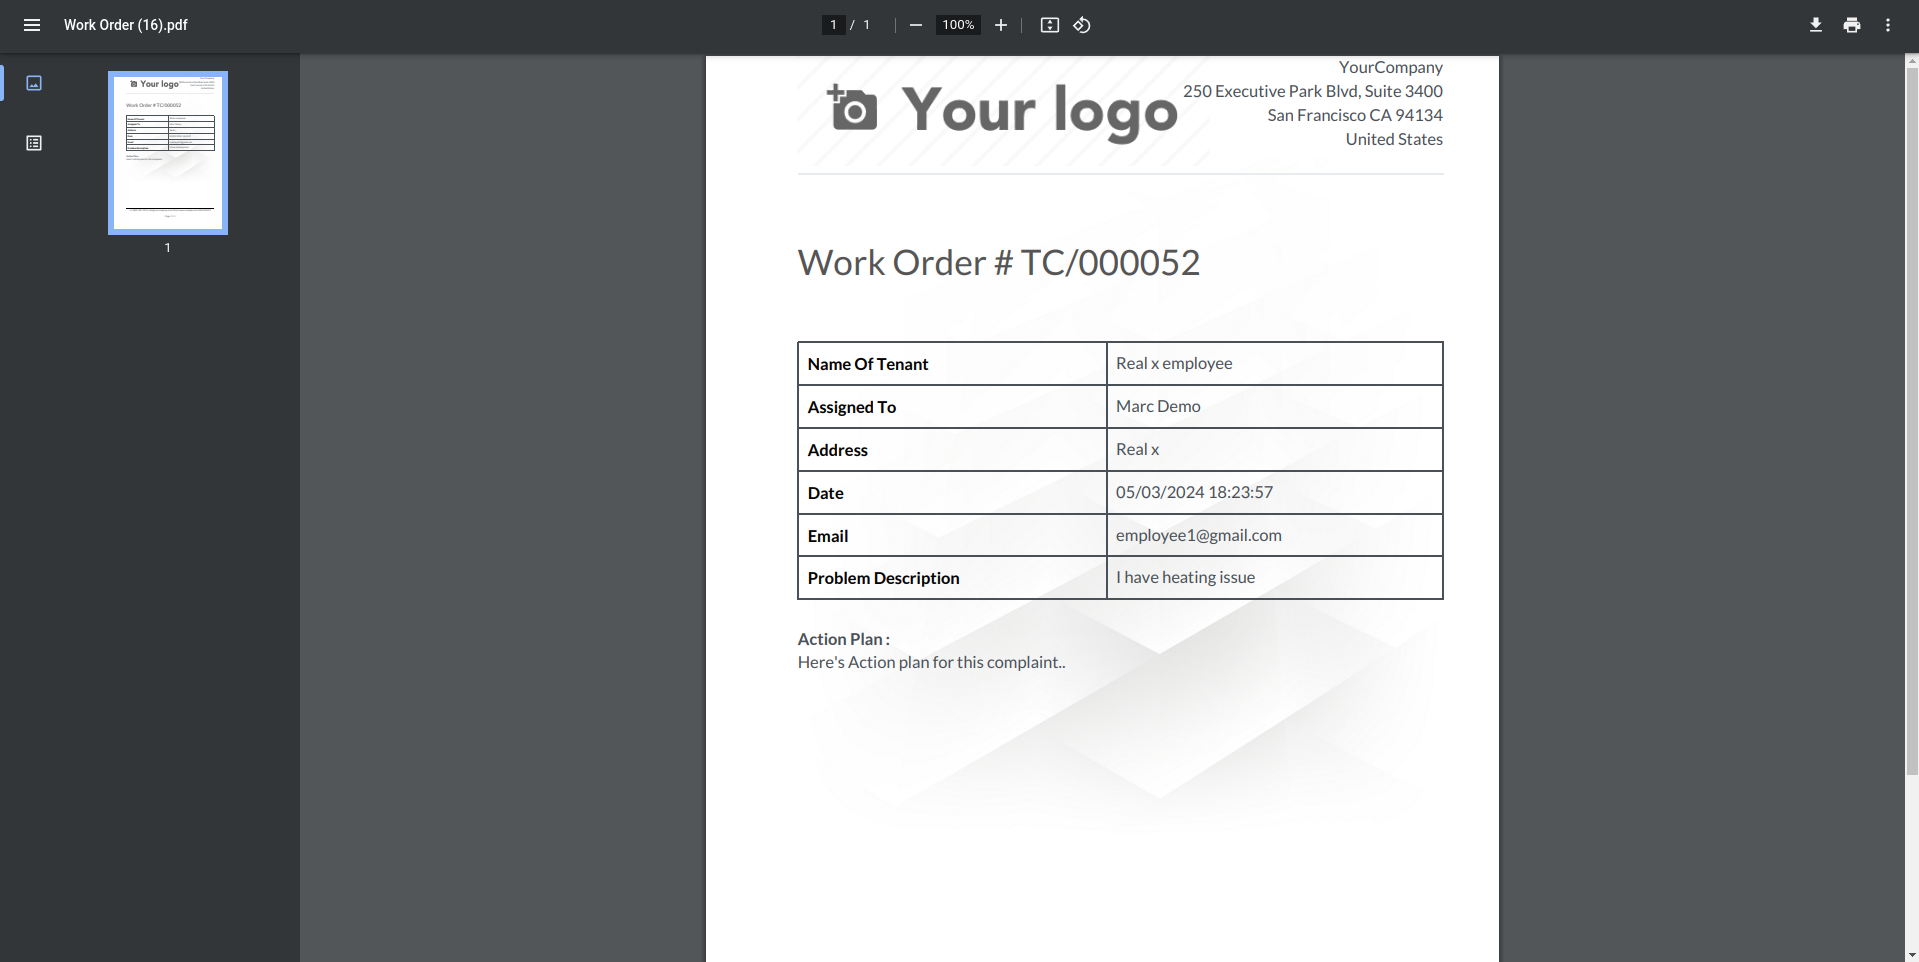 Work Order (16).pdf
1 / 1
100%
1
Your logo
YourCompany
250 Executive Park Blvd, Suite 3400
San Francisco CA 94134
United States
Work Order # TC/000052
Name Of Tenant Real x employee
Assigned To Marc Demo
Address Real x
Date 05/03/2024 18:23:57
Email employee1@gmail.com
Problem Description I have heating issue
Action Plan :
Here's Action plan for this complaint..